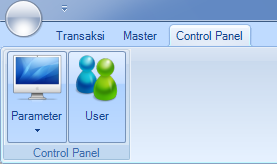 Transaksi Master Control Panel
Parameter User
Control Panel